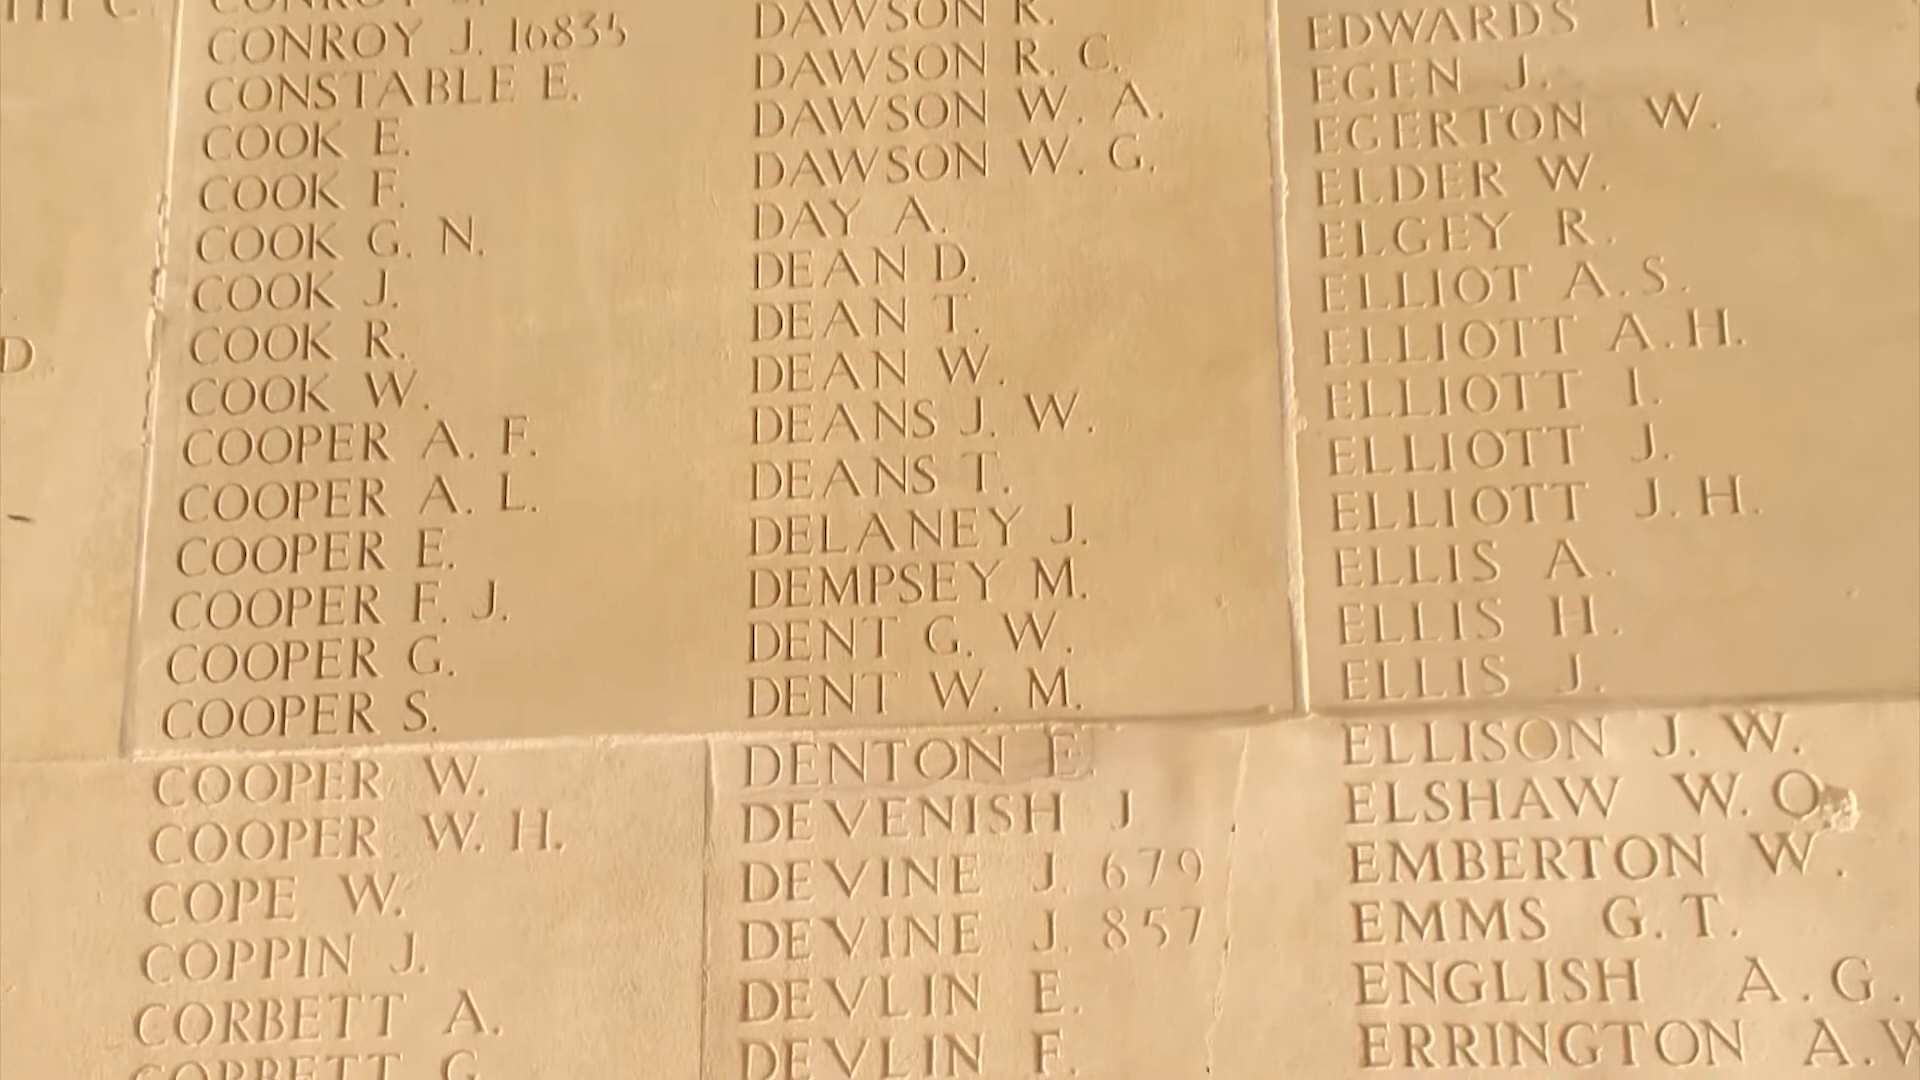 CONROY J. 16835
CONSTABLE E.
COOK E.
COOK F.
COOK G. N.
COOK J.
COOK R.
COOK W.
COOPER A. F.
COOPER A. L.
COOPER E.
COOPER F. J.
COOPER G.
COOPER S.
COOPER W.
COOPER W. H.
COPE W.
COPPIN J.
CORBETT A.
CORBETT G
DAWSON R.
DAWSON R. C.
DAWSON W. A.
DAWSON W. G.
DAY A.
DEAN D.
DEAN T.
DEAN W.
DEANS J. W.
DEANS T.
DELANEY J.
DEMPSEY M.
DENT G. W.
DENT W. M.
DENTON E.
DEVENISH J
DEVINE J. 679
DEVINE J. 857
DEVLIN E.
DEVLIN F.
EDWARDS
EGEN J.
EGERTON W.
ELDER W.
ELGEY R.
ELLIOT A.S.
ELLIOTT A.H.
ELLIOTT I.
ELLIOTT J.
ELLIOTT J.H.
ELLIS A.
ELLIS H.
ELLIS J.
ELLISON J. W.
ELSHAW W. O
EMBERTON W.
EMMS G. T.
ENGLISH A. G.
ERRINGTON A. W